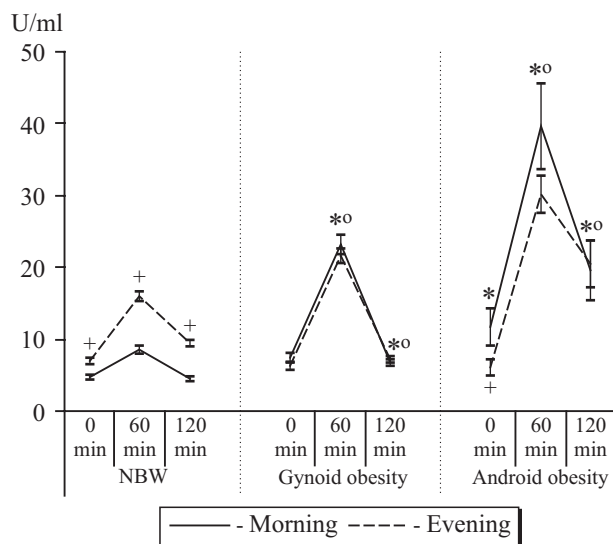 U/ml
50
40
30
20
10
0
+
+
+
*o
*o
*
+
*o
*o
0 60 120 0 60 120 0 60 120
min min min min min min min min min
NBW Gynoid obesity Android obesity
- Morning - Evening